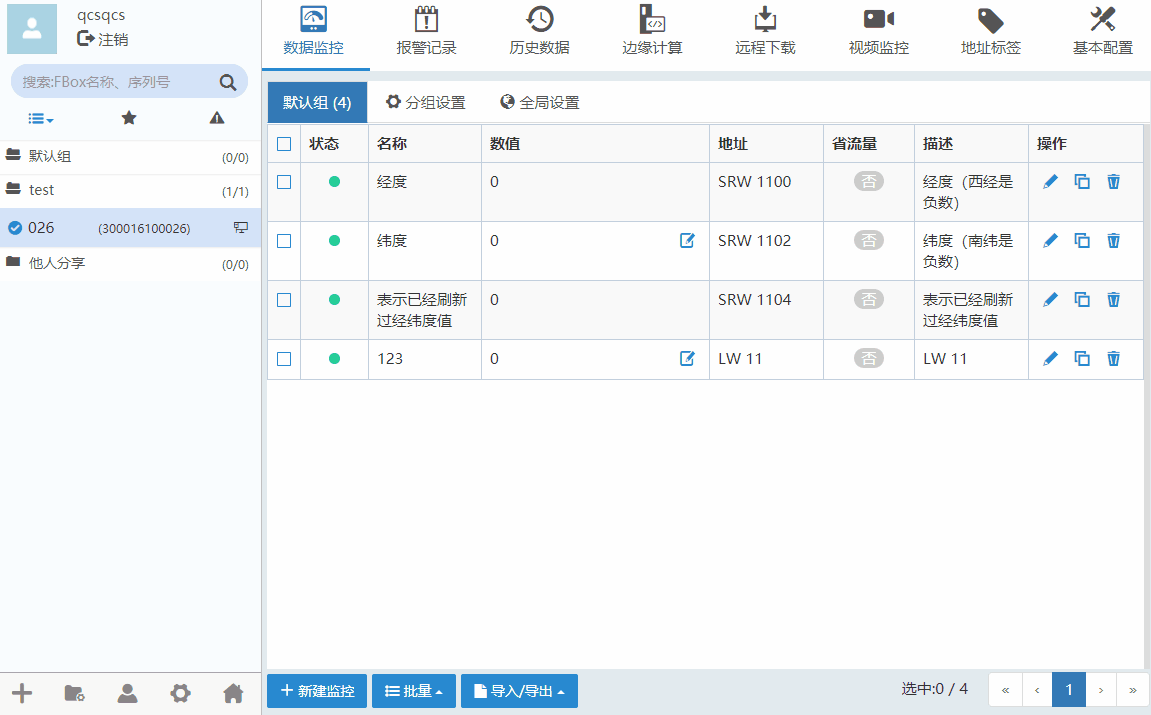 qcsqcs
注销
搜索:FBox名称、序列号
默认组 (0/0)
test (1/1)
026 (300016100026)
他人分享 (0/0)
数据监控 报警记录 历史数据 边缘计算 远程下载 视频监控 地址标签 基本配置
默认组 (4) 分组设置 全局设置
状态 名称 数值 地址 省流量 描述 操作
经度 0 SRW 1100 否 经度（西经是
负数）
纬度 0 SRW 1102 否 纬度（南纬是
负数）
表示已经刷新 0 SRW 1104 否 表示已经刷新
过经纬度值 过经纬度值
123 0 LW 11 否 LW 11
新建监控 批量 导入/导出 选中:0 / 4 « ‹ 1 › »